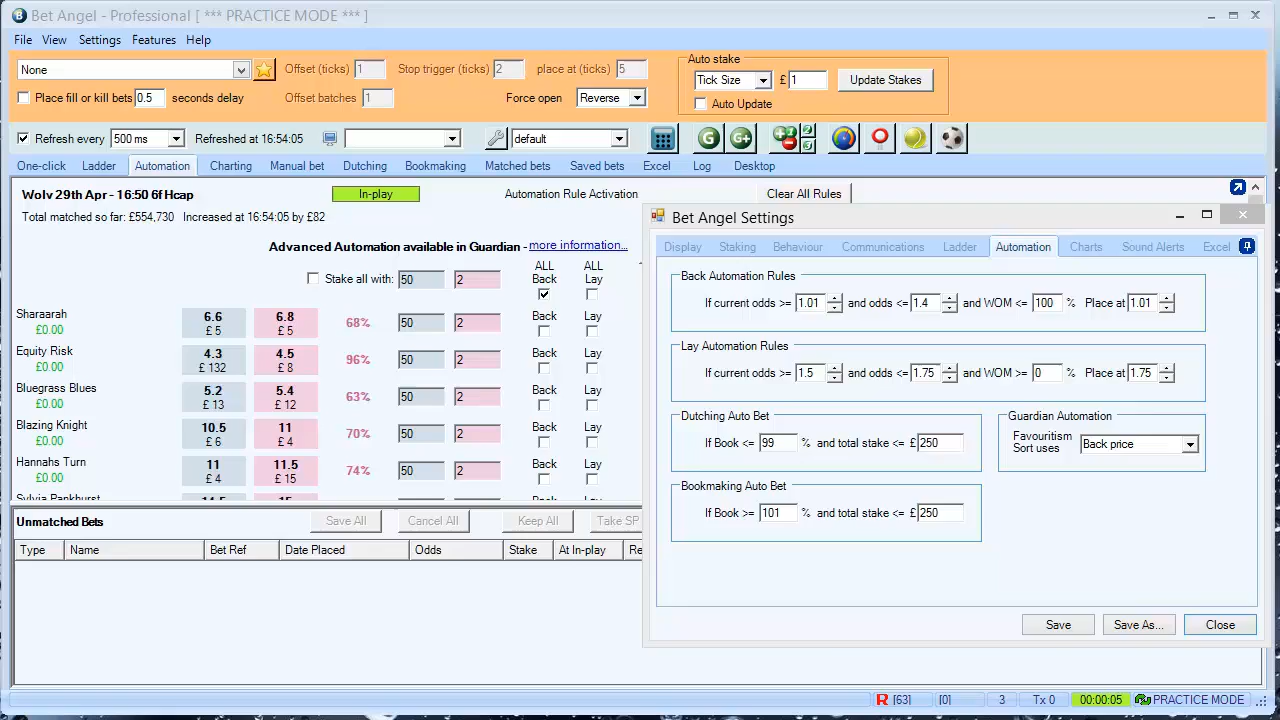 Bet Angel - Professional [ *** PRACTICE MODE *** ]
File View Settings Features Help
None Offset (ticks) 1 Stop trigger (ticks) 2 place at (ticks) 5
Auto stake
Tick Size £ 1 Update Stakes
Place fill or kill bets 0.5 seconds delay Offset batches 1 Force open Reverse
Auto Update
Refresh every 500 ms Refreshed at 16:54:05 default G G+
One-click Ladder Automation Charting Manual bet Dutching Bookmaking Matched bets Saved bets Excel Log Desktop
Wolv 29th Apr - 16:50 6f Hcap In-play Automation Rule Activation Clear All Rules
Total matched so far: £554,730 Increased at 16:54:05 by £82
Advanced Automation available in Guardian - more information...
ALL Back ALL Lay
Stake all with: 50 2
Sharaarah £0.00 6.6 £ 5 6.8 £ 5 68% 50 2 Back Lay
Equity Risk £0.00 4.3 £ 132 4.5 £ 8 96% 50 2 Back Lay
Bluegrass Blues £0.00 5.2 £ 13 5.4 £ 12 63% 50 2 Back Lay
Blazing Knight £0.00 10.5 £ 6 11 £ 4 70% 50 2 Back Lay
Hannahs Turn £0.00 11 £ 4 11.5 £ 15 74% 50 2 Back Lay
Sylvia Pankhurst 14.5 15 Back Lay
Unmatched Bets Save All Cancel All Keep All Take SP
Type Name Bet Ref Date Placed Odds Stake At In-play Re
Bet Angel Settings
Display Staking Behaviour Communications Ladder Automation Charts Sound Alerts Excel
Back Automation Rules
If current odds >= 1.01 and odds <= 1.4 and WOM <= 100 % Place at 1.01
Lay Automation Rules
If current odds >= 1.5 and odds <= 1.75 and WOM >= 0 % Place at 1.75
Dutching Auto Bet
If Book <= 99 % and total stake <= £ 250
Guardian Automation
Favouritism Sort uses Back price
Bookmaking Auto Bet
If Book >= 101 % and total stake <= £ 250
Save Save As... Close
R [63] [0] 3 Tx 0 00:00:05 PRACTICE MODE